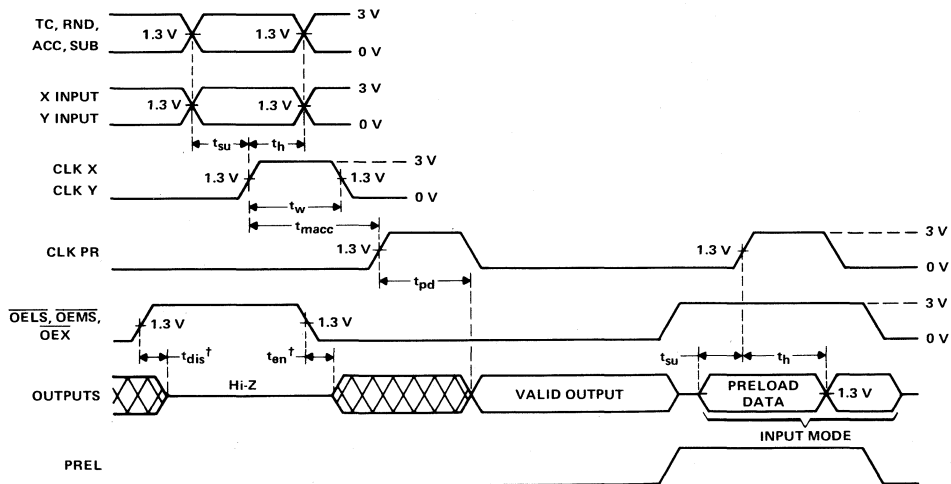 TC, RND,
ACC, SUB
1.3 V
1.3 V
3 V
0 V
X INPUT
Y INPUT
1.3 V
1.3 V
3 V
0 V
tsu
th
CLK X
CLK Y
1.3 V
1.3 V
3 V
0 V
tw
tmacc
CLK PR
1.3 V
1.3 V
3 V
0 V
tpd
OELS, OEMS,
OEX
1.3 V
1.3 V
3 V
0 V
tdis†
ten†
tsu
th
OUTPUTS
Hi-Z
VALID OUTPUT
PRELOAD
DATA
1.3 V
INPUT MODE
PREL